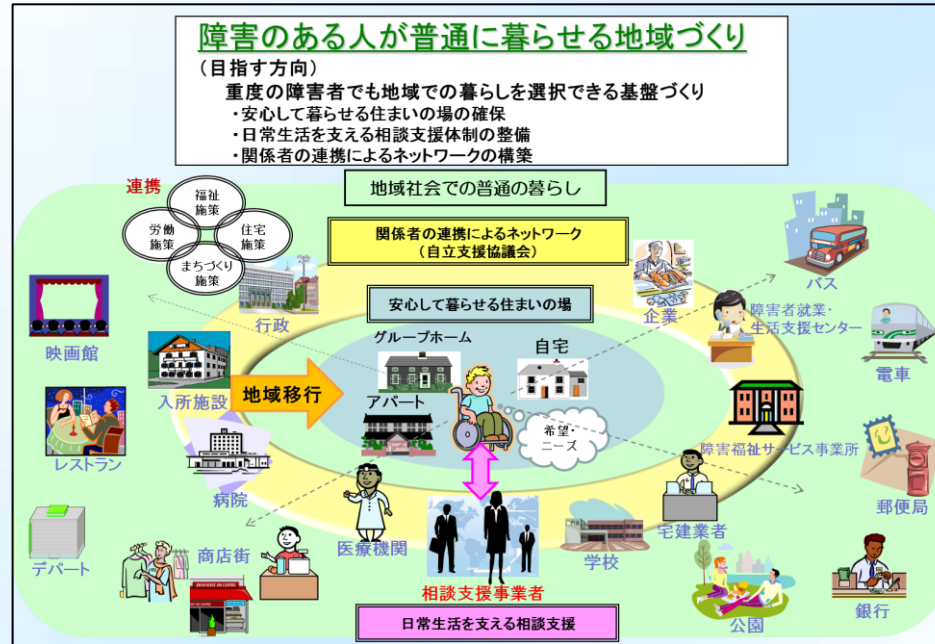 障害のある人が普通に暮らせる地域づくり
(目指す方向)
重度の障害者でも地域での暮らしを選択できる基盤づくり
・安心して暮らせる住まいの場の確保
・日常生活を支える相談支援体制の整備
・関係者の連携によるネットワークの構築
地域社会での普通の暮らし
連携
福祉
施策
労働
施策
住宅
施策
まちづくり
施策
関係者の連携によるネットワーク
(自立支援協議会)
安心して暮らせる住まいの場
行政
企業
バス
障害者就業・
生活支援センター
映画館
グループホーム
自宅
電車
入所施設
地域移行
アパート
希望・
ニーズ
障害福祉サービス事業所
レストラン
病院
郵便局
医療機関
宅建業者
学校
デパート
商店街
相談支援事業者
公園
銀行
日常生活を支える相談支援